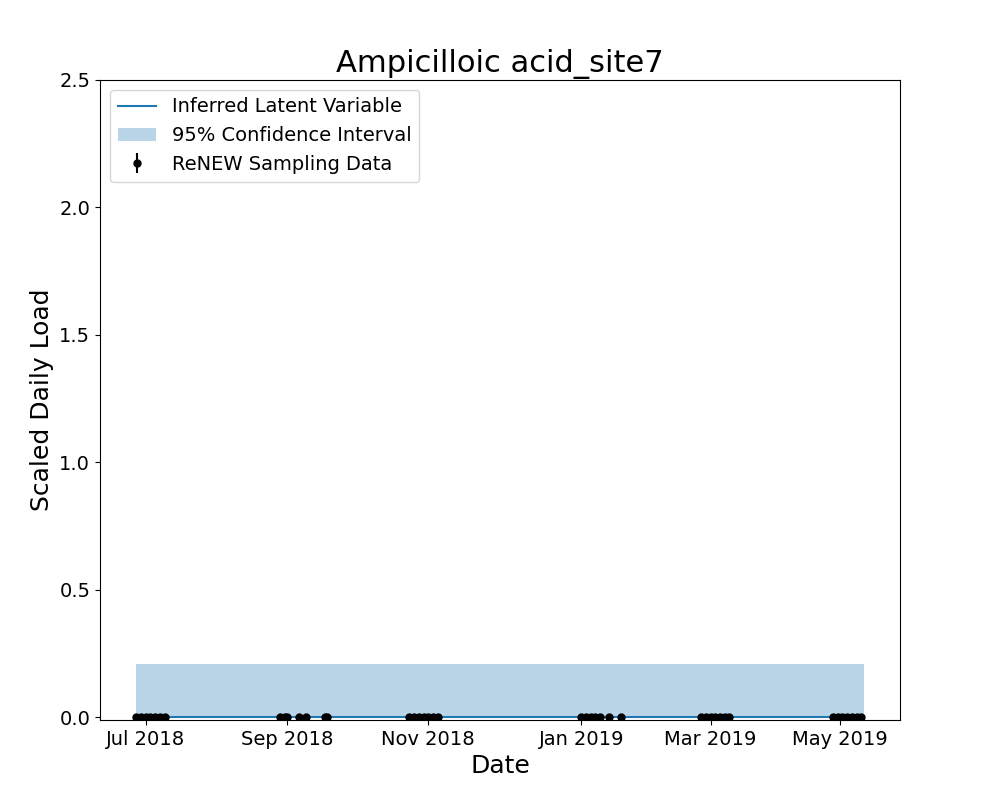 Ampicilloic acid_site7
2.5
2.0
1.5
1.0
0.5
0.0
Scaled Daily Load
Inferred Latent Variable
95% Confidence Interval
ReNEW Sampling Data
Jul 2018 Sep 2018 Nov 2018 Jan 2019 Mar 2019 May 2019
Date